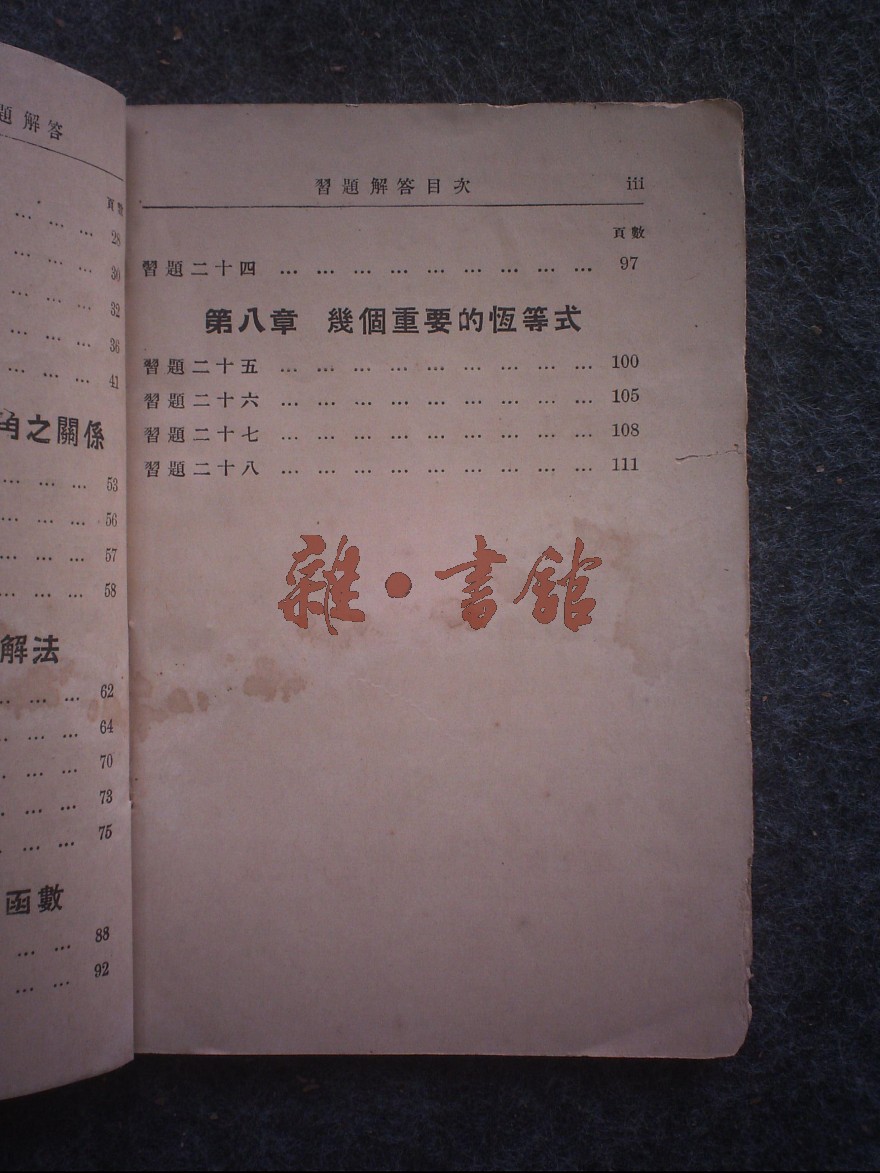 題解答
頁數
… … … 28
… … … 30
… … … 32
… … … 36
… … … 41
角之關係
… … … 53
… … … 56
… … … 57
… … … 58
解法
… … … 62
… … … 64
… … … 70
… … … 73
… … … 75
函數
… … 88
… … 92
習題解答目次 iii
頁數
習題二十四 … … … … … … … … … 97
第八章 幾個重要的恆等式
習題二十五 … … … … … … … … … 100
習題二十六 … … … … … … … … … 105
習題二十七 … … … … … … … … … 108
習題二十八 … … … … … … … … … 111
雜·書館